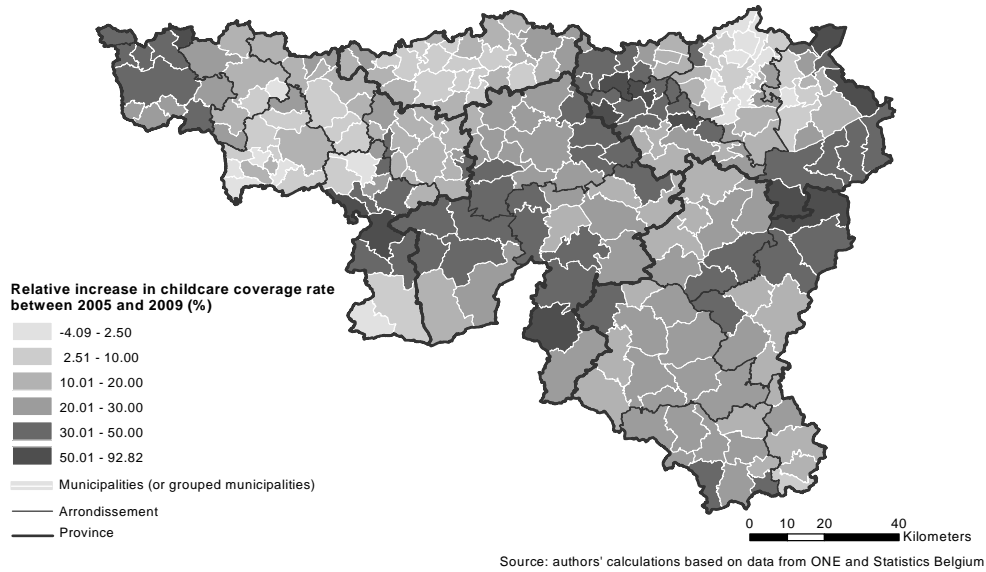 Relative increase in childcare coverage rate
between 2005 and 2009 (%)
-4.09 - 2.50
2.51 - 10.00
10.01 - 20.00
20.01 - 30.00
30.01 - 50.00
50.01 - 92.82
Municipalities (or grouped municipalities)
Arrondissement
Province
0 10 20 40
Kilometers
Source: authors' calculations based on data from ONE and Statistics Belgium